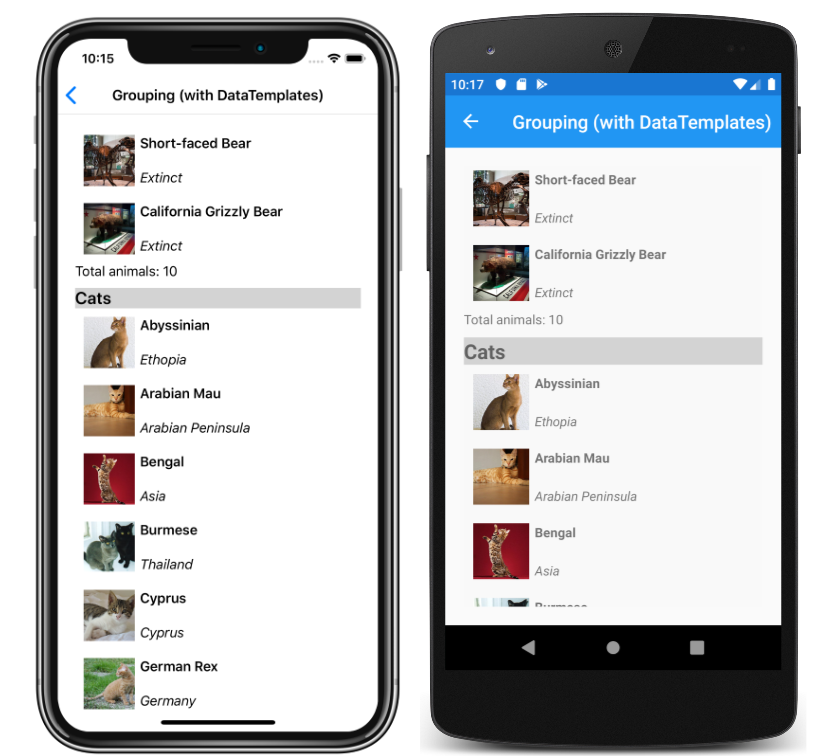 10:15
Grouping (with DataTemplates)
Short-faced Bear
Extinct
California Grizzly Bear
Extinct
Total animals: 10
Cats
Abyssinian
Ethopia
Arabian Mau
Arabian Peninsula
Bengal
Asia
Burmese
Thailand
Cyprus
Cyprus
German Rex
Germany
10:17
Grouping (with DataTemplates)
Short-faced Bear
Extinct
California Grizzly Bear
Extinct
Total animals: 10
Cats
Abyssinian
Ethopia
Arabian Mau
Arabian Peninsula
Bengal
Asia
Burmese